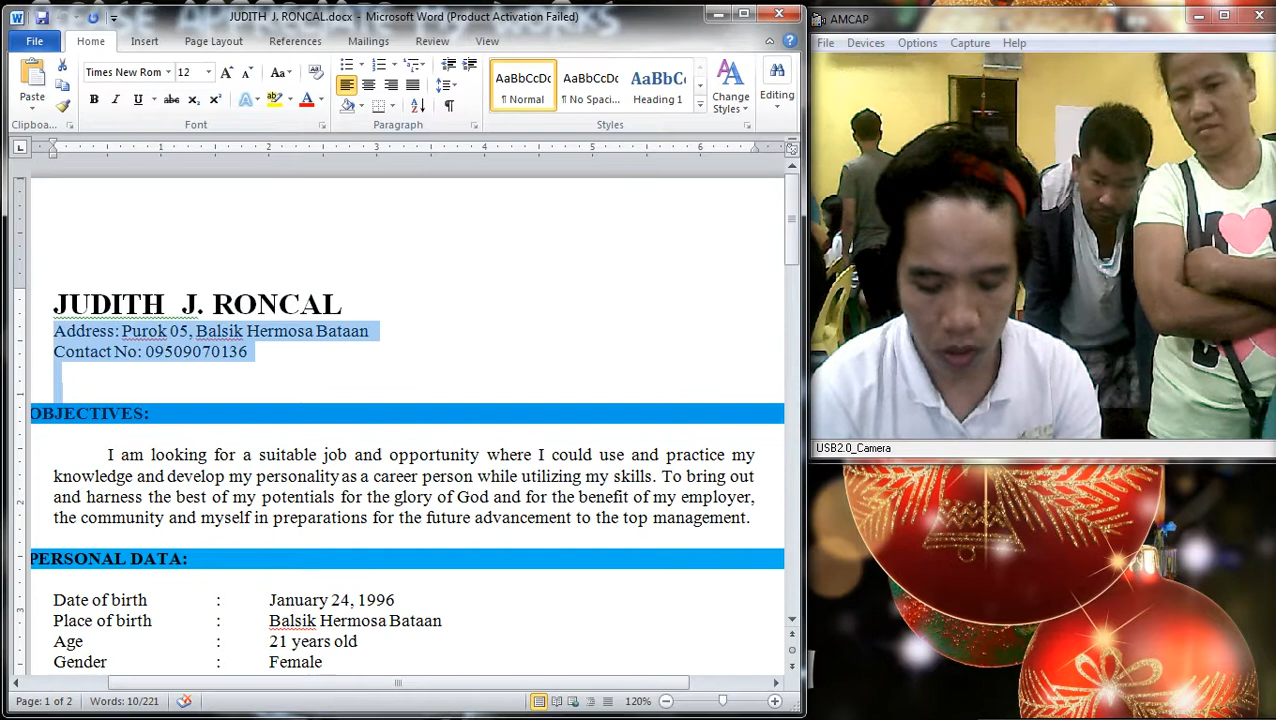 JUDITH J. RONCAL.docx - Microsoft Word (Product Activation Failed)
File Home Insert Page Layout References Mailings Review View
Times New Rom 12
Paste
AaBbCcDc AaBbCcDc AaBbC
¶ Normal ¶ No Spaci... Heading 1
Change Styles
Editing
Clipboa... Font Paragraph Styles
1 2 3 4 5 6
JUDITH J. RONCAL
Address: Purok 05, Balsik Hermosa Bataan
Contact No: 09509070136
OBJECTIVES:
I am looking for a suitable job and opportunity where I could use and practice my
knowledge and develop my personality as a career person while utilizing my skills. To bring out
and harness the best of my potentials for the glory of God and for the benefit of my employer,
the community and myself in preparations for the future advancement to the top management.
PERSONAL DATA:
Date of birth : January 24, 1996
Place of birth : Balsik Hermosa Bataan
Age : 21 years old
Gender : Female
Page: 1 of 2 Words: 10/221 120%
AMCAP
File Devices Options Capture Help
USB2.0_Camera